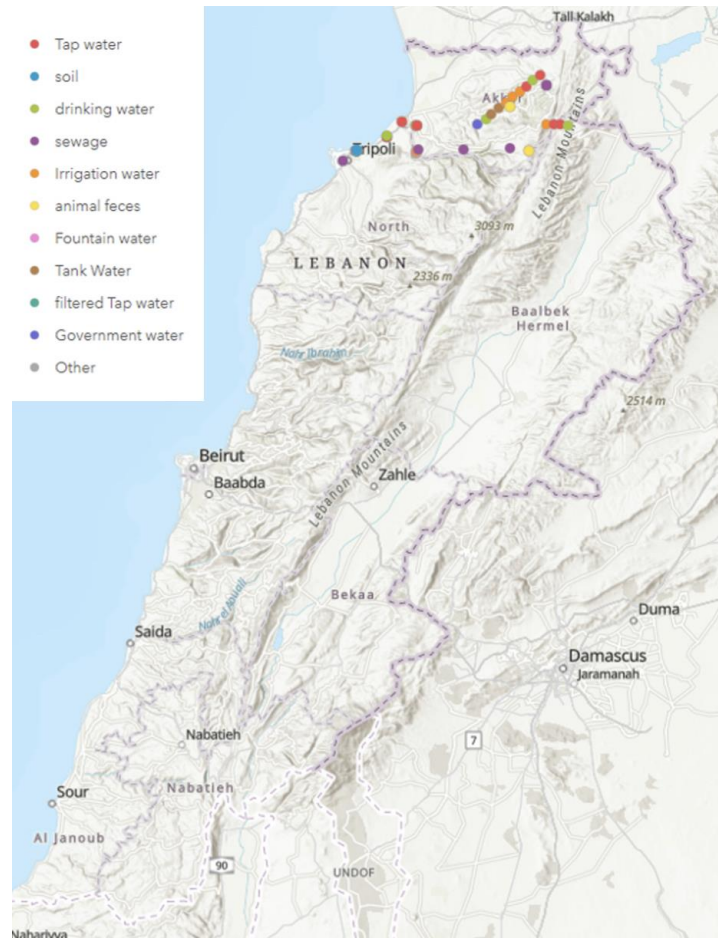 Tall Kalakh
Tap water
soil
drinking water
sewage
Irrigation water
animal feces
Fountain water
Tank Water
filtered Tap water
Government water
Other
Tripoli
Lebanon Mountains
North
3093 m
LEBANON
2336 m
Baalbek
Hermel
2514 m
Beirut
Baabda
Lebanon Mountains
Zahle
Bekaa
Saida
Duma
Damascus
Jaramanah
Nabatieh
7
Nabatieh
Sour
Al Janoub
90
UNDOF